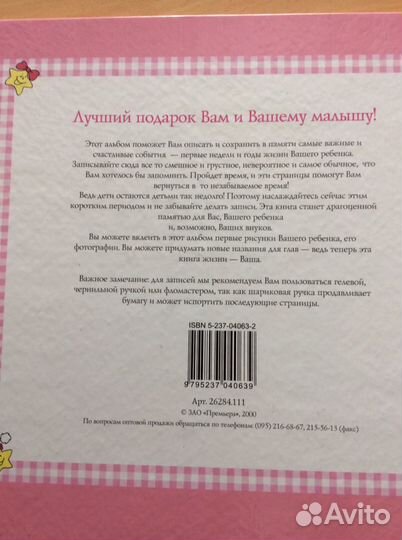 Лучший подарок Вам и Вашему малышу!
Этот альбом поможет Вам описать и сохранить в памяти самые важные и
счастливые события — первые недели и годы жизни Вашего ребенка.
Записывайте сюда все то смешное и грустное, невероятное и самое обычное, что
Вам хотелось бы запомнить. Пройдет время, и эти страницы помогут Вам
вернуться в то незабываемое время!
Ведь дети остаются детьми так недолго! Поэтому наслаждайтесь сейчас этим
коротким периодом и не забывайте делать записи. Эта книга станет драгоценной
памятью для Вас, Вашего ребенка
и, возможно, Ваших внуков.
Вы можете вклеить в этот альбом первые рисунки Вашего ребенка, его
фотографии. Вы можете придумать новые названия для глав — ведь теперь эта
книга жизни — Ваша.
Важное замечание: для записей мы рекомендуем Вам пользоваться гелевой,
чернильной ручкой или фломастером, так как шариковая ручка продавливает
бумагу и может испортить последующие страницы.
ISBN 5-237-04063-2
9 795237 040639
Арт. 26284.111
© ЗАО «Премьера», 2000
По вопросам оптовой продажи обращаться по телефонам: (095) 216-68-67, 215-56-13 (факс)
Avito